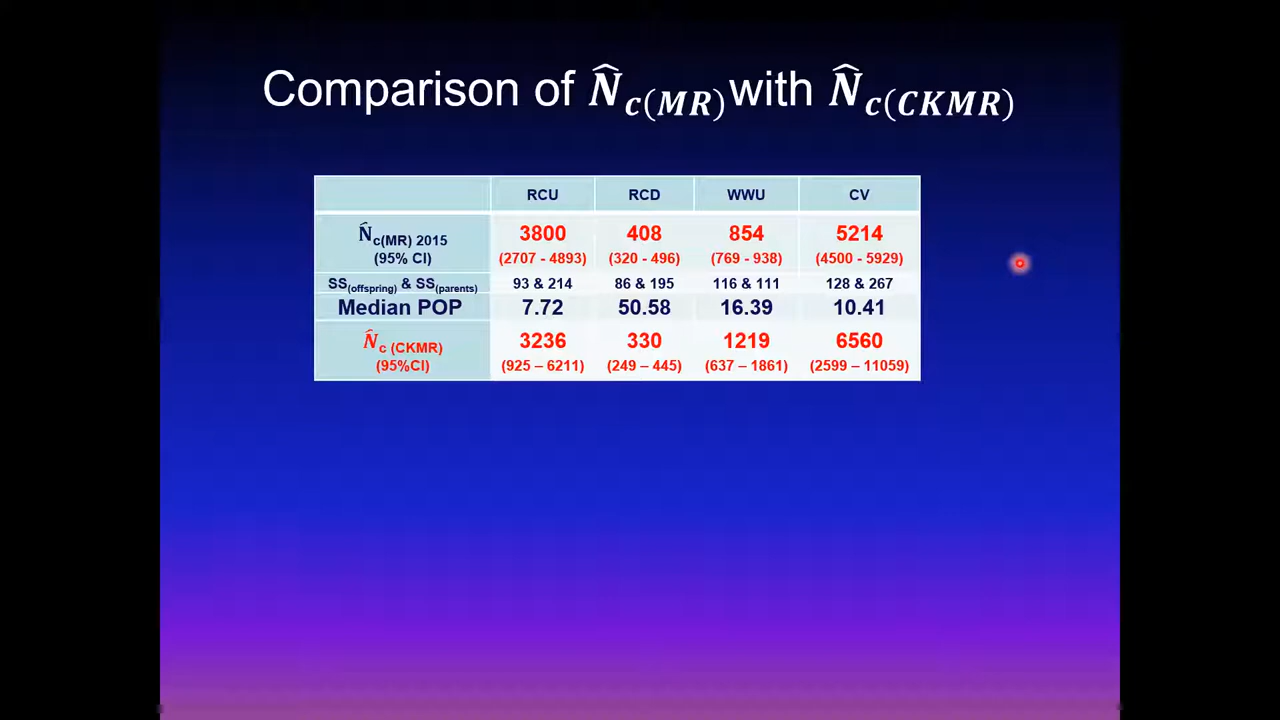 Comparison of N̂c(MR) with N̂c(CKMR)
RCU RCD WWU CV
N̂c(MR) 2015 3800 408 854 5214
(95% CI) (2707 - 4893) (320 - 496) (769 - 938) (4500 - 5929)
SS(offspring) & SS(parents) 93 & 214 86 & 195 116 & 111 128 & 267
Median POP 7.72 50.58 16.39 10.41
N̂c (CKMR) 3236 330 1219 6560
(95%CI) (925 – 6211) (249 – 445) (637 – 1861) (2599 – 11059)